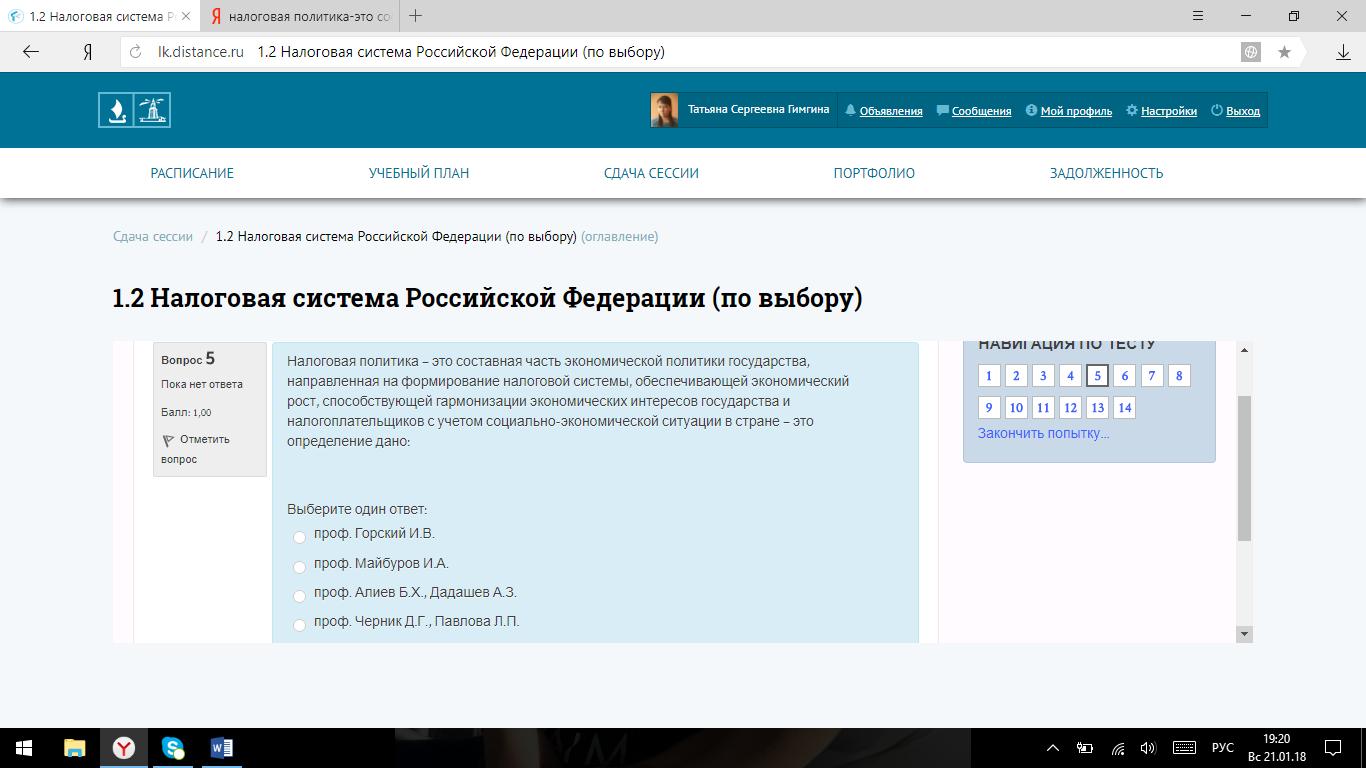 1.2 Налоговая система Р
налоговая политика-это со
lk.distance.ru 1.2 Налоговая система Российской Федерации (по выбору)
Татьяна Сергеевна Гимгина Объявления Сообщения Мой профиль Настройки Выход
РАСПИСАНИЕ УЧЕБНЫЙ ПЛАН СДАЧА СЕССИИ ПОРТФОЛИО ЗАДОЛЖЕННОСТЬ
Сдача сессии / 1.2 Налоговая система Российской Федерации (по выбору) (оглавление)
1.2 Налоговая система Российской Федерации (по выбору)
Вопрос 5
Пока нет ответа
Балл: 1,00
Отметить
вопрос
Налоговая политика – это составная часть экономической политики государства,
направленная на формирование налоговой системы, обеспечивающей экономический
рост, способствующей гармонизации экономических интересов государства и
налогоплательщиков с учетом социально-экономической ситуации в стране – это
определение дано:
Выберите один ответ:
проф. Горский И.В.
проф. Майбуров И.А.
проф. Алиев Б.Х., Дадашев А.З.
проф. Черник Д.Г., Павлова Л.П.
НАВИГАЦИЯ ПО ТЕСТУ
1 2 3 4 5 6 7 8
9 10 11 12 13 14
Закончить попытку...
РУС
19:20
Вс 21.01.18